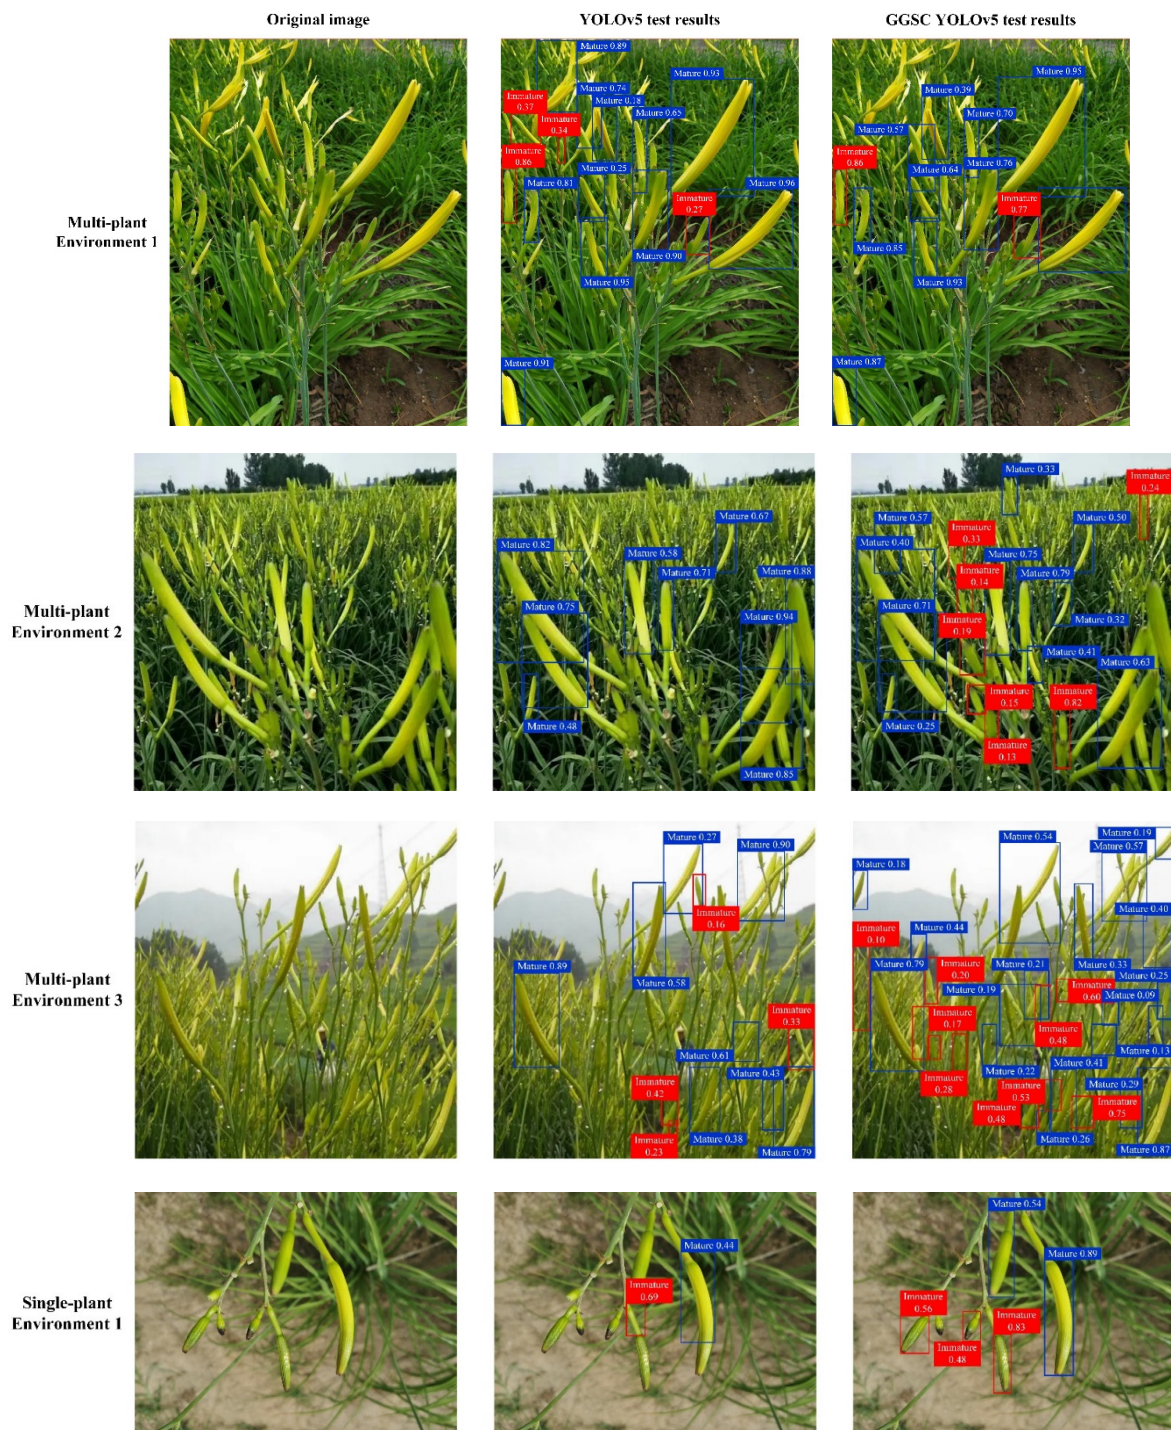 Original image
YOLOv5 test results
GGSC YOLOv5 test results
Multi-plant
Environment 1
Mature 0.89
Mature 0.93
Mature 0.74
Immature
0.37
Mature 0.18
Mature 0.65
Immature
0.34
Immature
0.86
Mature 0.25
Mature 0.81
Mature 0.96
Immature
0.27
Mature 0.90
Mature 0.95
Mature 0.91
Mature 0.95
Mature 0.39
Mature 0.70
Mature 0.57
Immature
0.86
Mature 0.76
Mature 0.64
Immature
0.77
Mature 0.85
Mature 0.93
Mature 0.87
Multi-plant
Environment 2
Mature 0.67
Mature 0.82
Mature 0.58
Mature 0.71
Mature 0.88
Mature 0.75
Mature 0.94
Mature 0.48
Mature 0.85
Mature 0.33
Immature
0.24
Mature 0.57
Mature 0.50
Immature
0.33
Mature 0.40
Mature 0.75
Immature
0.14
Mature 0.79
Mature 0.71
Mature 0.32
Immature
0.19
Mature 0.41
Mature 0.63
Immature
0.15
Immature
0.82
Mature 0.25
Immature
0.13
Multi-plant
Environment 3
Mature 0.27
Mature 0.90
Immature
0.16
Mature 0.89
Mature 0.58
Immature
0.33
Mature 0.61
Mature 0.43
Immature
0.42
Mature 0.38
Immature
0.23
Mature 0.79
Mature 0.19
Mature 0.54
Mature 0.57
Mature 0.18
Mature 0.40
Immature
0.10
Mature 0.44
Mature 0.79
Immature
0.20
Mature 0.21
Mature 0.33
Mature 0.25
Mature 0.19
Immature
0.60
Mature 0.09
Immature
0.17
Immature
0.48
Mature 0.13
Mature 0.22
Mature 0.41
Immature
0.28
Immature
0.53
Mature 0.29
Immature
0.48
Immature
0.75
Mature 0.26
Mature 0.87
Single-plant
Environment 1
Mature 0.44
Immature
0.69
Mature 0.54
Mature 0.89
Immature
0.56
Immature
0.83
Immature
0.48